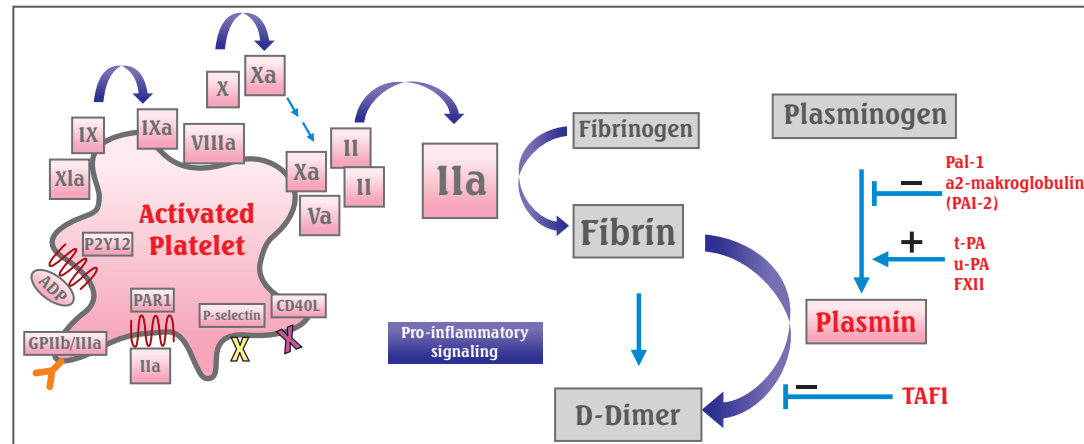 X
Xa
IX
IXa
VIIIa
XIa
Xa
II
II
Va
IIa
Activated
Platelet
P2Y12
ADP
PAR1
IIa
GPIIb/IIIa
P-selectin
CD40L
Pro-inflammatory
signaling
Fibrinogen
Fibrin
D-Dimer
Plasminogen
−
Pal-1
a2-makroglobulin
(PAI-2)
+
t-PA
u-PA
FXII
Plasmin
−
TAFI